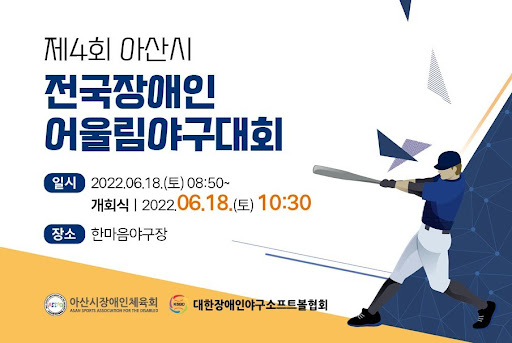 제4회 아산시
전국장애인
어울림야구대회
일시 2022.06.18.(토) 08:50~
개회식 | 2022.06.18.(토) 10:30
장소 한마음야구장
아산시장애인체육회
ASAN SPORTS ASSOCIATION FOR THE DISABLED
대한장애인야구소프트볼협회